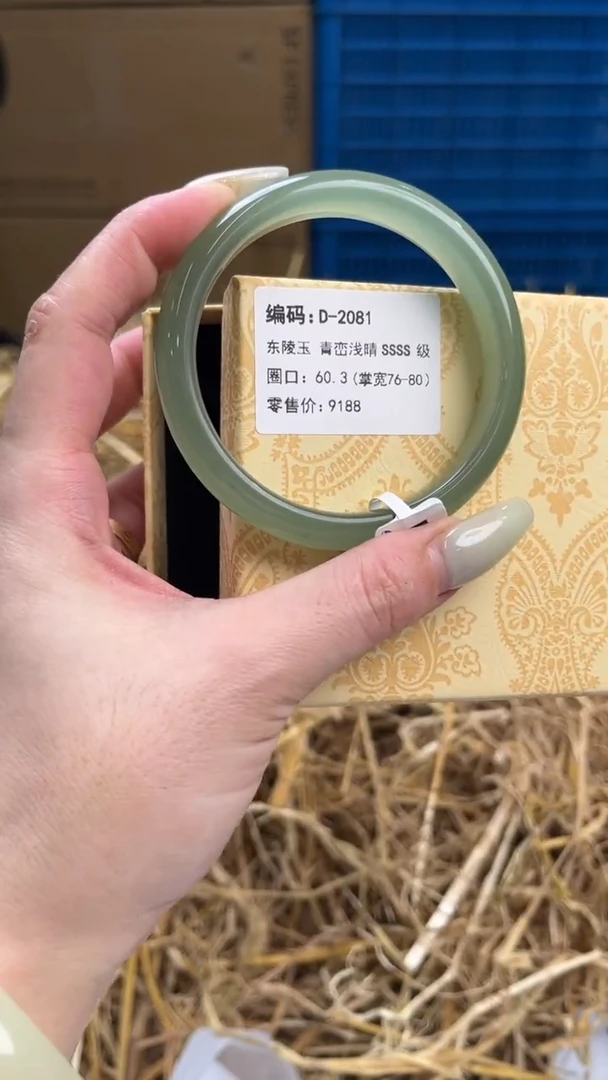 编码:D-2081
东陵玉 青峦浅晴 SSSS 级
圈口: 60.3(掌宽76-80)
零售价:9188